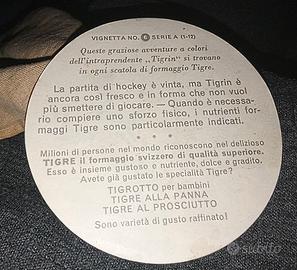 VIGNETTA NO. 6 SERIE A (1-12)
Queste graziose avventure a colori
dell'intraprendente „Tigrin" si trovano
in ogni scatola di formaggio Tigre.
La partita di hockey è vinta, ma Tigrin è
ancora così fresco e in forma che non vuol
più smettere di giocare. — Quando è necessa-
rio compiere uno sforzo fisico, i nutrienti for-
maggi Tigre sono particolarmente indicati.
* * *
Milioni di persone nel mondo riconoscono nel delizioso
TIGRE il formaggio svizzero di qualità superiore.
Esso è insieme gustoso e nutriente, dolce e gradito.
Avete già gustato le specialità Tigre?
TIGROTTO per bambini
TIGRE ALLA PANNA
TIGRE AL PROSCIUTTO
Sono varietà di gusto raffinato!
subito